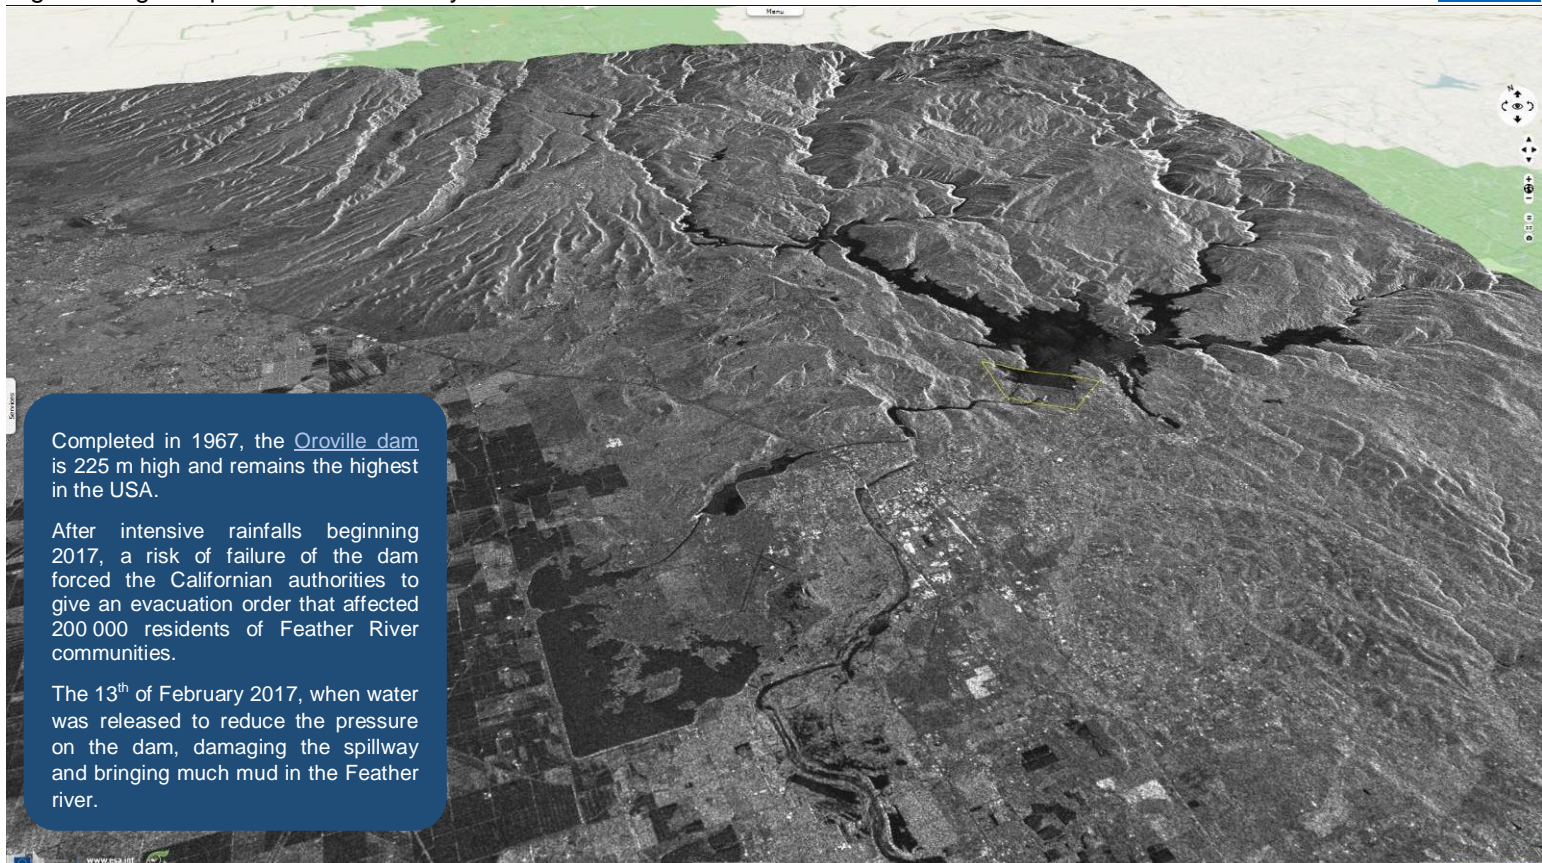 Menu
Services
N
Completed in 1967, the Oroville dam
is 225 m high and remains the highest
in the USA.
After intensive rainfalls beginning
2017, a risk of failure of the dam
forced the Californian authorities to
give an evacuation order that affected
200 000 residents of Feather River
communities.
The 13th of February 2017, when water
was released to reduce the pressure
on the dam, damaging the spillway
and bringing much mud in the Feather
river.
www.esa.int